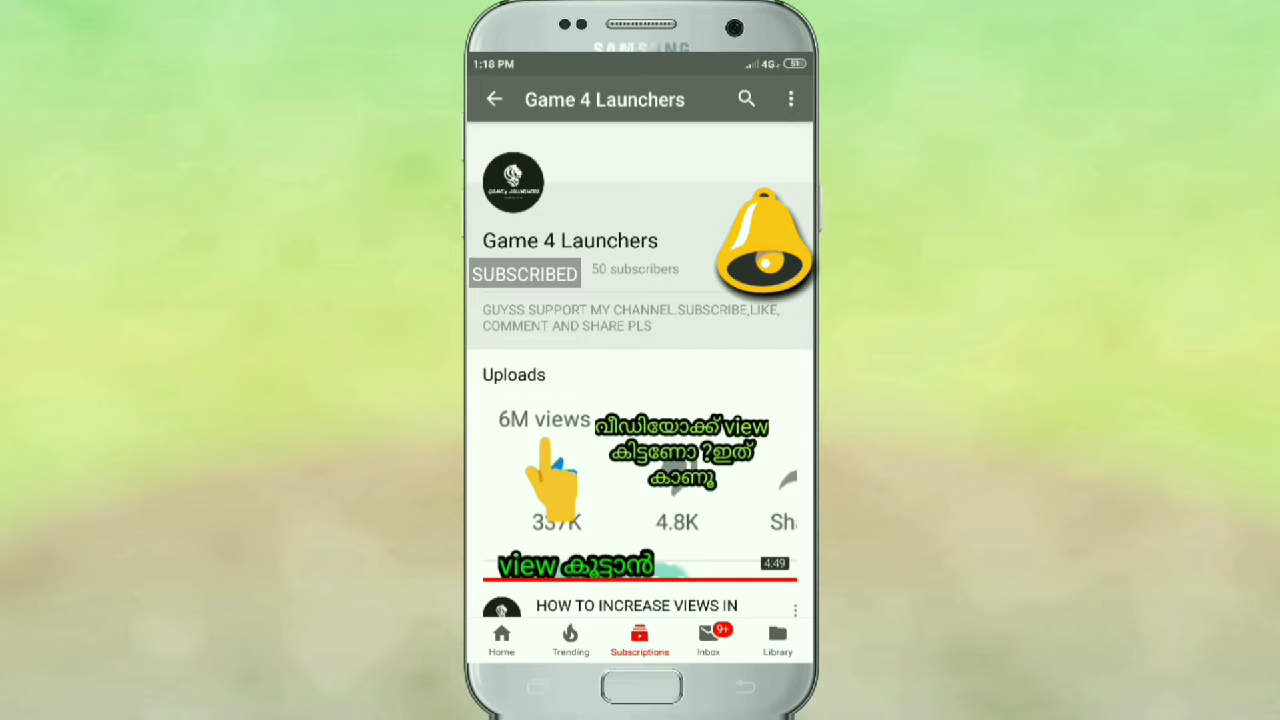 SAMSUNG
1:18 PM
4G
51
Game 4 Launchers
Game 4 Launchers
SUBSCRIBED 50 subscribers
GUYSS SUPPORT MY CHANNEL.SUBSCRIBE,LIKE,
COMMENT AND SHARE PLS
Uploads
6M views
വീഡിയോക്ക് view
കിട്ടണോ ?ഇത്
കാണൂ
337K 4.8K Sh
view കൂട്ടാൻ
4:49
HOW TO INCREASE VIEWS IN
Home Trending Subscriptions Inbox 9+ Library